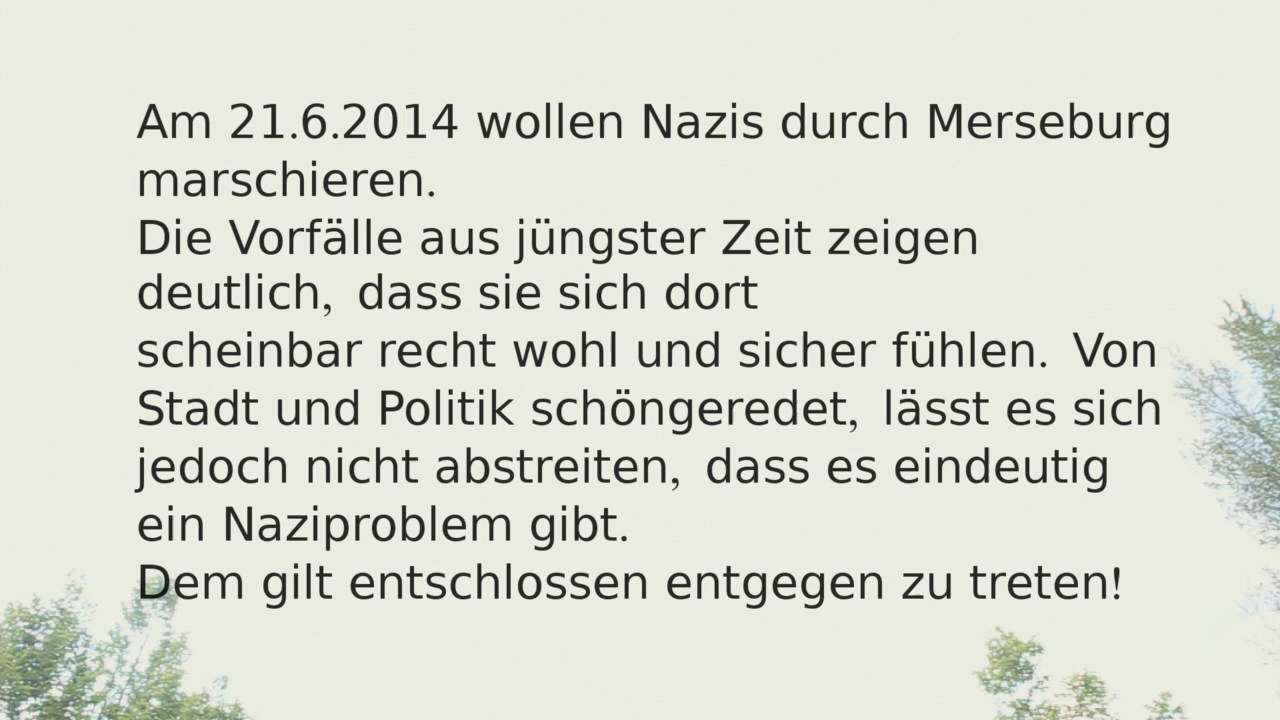 Am 21.6.2014 wollen Nazis durch Merseburg
marschieren.
Die Vorfälle aus jüngster Zeit zeigen
deutlich, dass sie sich dort
scheinbar recht wohl und sicher fühlen. Von
Stadt und Politik schöngeredet, lässt es sich
jedoch nicht abstreiten, dass es eindeutig
ein Naziproblem gibt.
Dem gilt entschlossen entgegen zu treten!